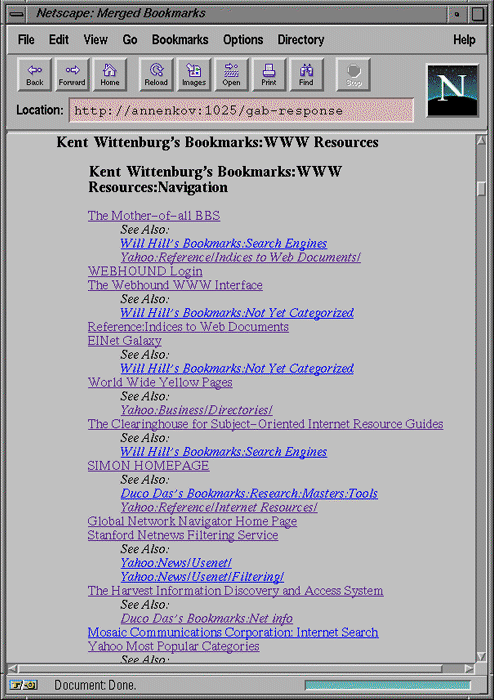 Netscape: Merged Bookmarks
File Edit View Go Bookmarks Options Directory Help
Back Forward Home Reload Images Open Print Find Stop
N
Location: http://annenkov:1025/gab-response
Kent Wittenburg's Bookmarks:WWW Resources
Kent Wittenburg's Bookmarks:WWW
Resources:Navigation
The Mother-of-all BBS
See Also:
Will Hill's Bookmarks:Search Engines
Yahoo:Reference/Indices to Web Documents/
WEBHOUND Login
The Webhound WWW Interface
See Also:
Will Hill's Bookmarks:Not Yet Categorized
Reference:Indices to Web Documents
EINet Galaxy
See Also:
Will Hill's Bookmarks:Not Yet Categorized
World Wide Yellow Pages
See Also:
Yahoo:Business/Directories/
The Clearinghouse for Subject-Oriented Internet Resource Guides
See Also:
Will Hill's Bookmarks:Search Engines
SIMON HOMEPAGE
See Also:
Duco Das's Bookmarks:Research:Masters:Tools
Yahoo:Reference/Internet Resources/
Global Network Navigator Home Page
Stanford Netnews Filtering Service
See Also:
Yahoo:News/Usenet/
Yahoo:News/Usenet/Filtering/
The Harvest Information Discovery and Access System
See Also:
Duco Das's Bookmarks:Net info
Mosaic Communications Corporation: Internet Search
Yahoo Most Popular Categories
See Also:
Document: Done.